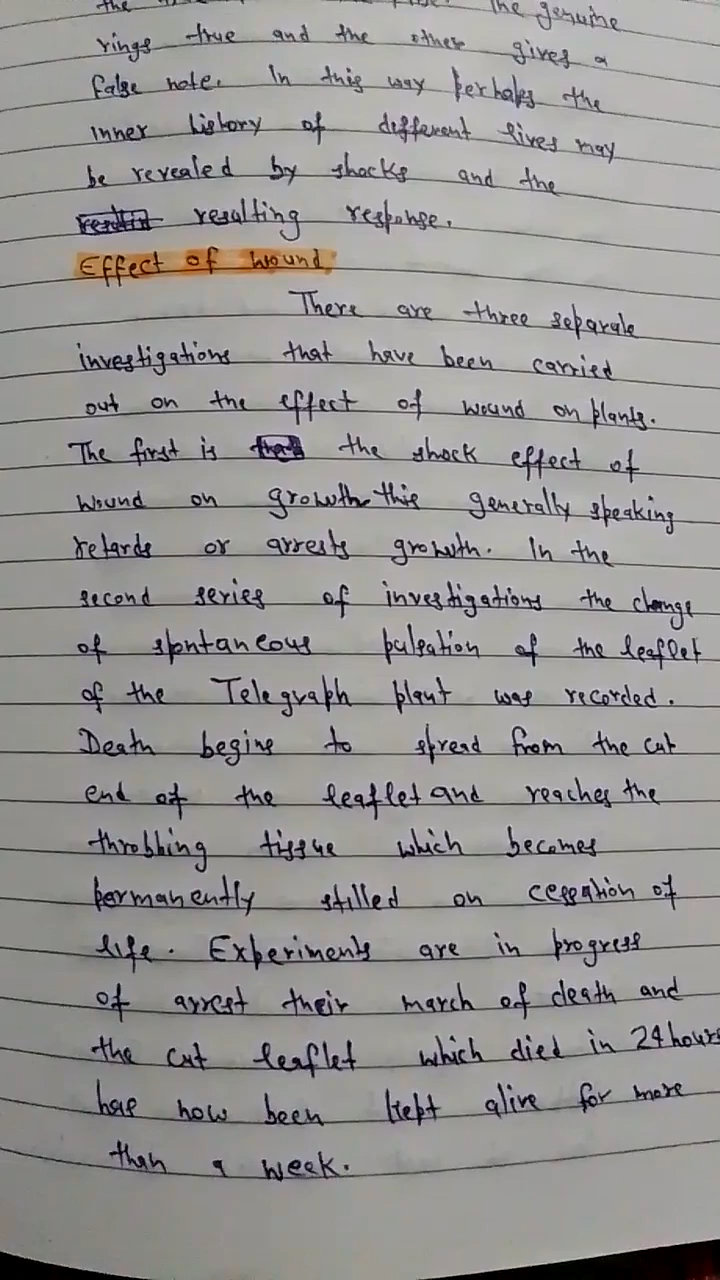 the
The genuine
rings true and the other gives a
false note. In this way perhaps the
inner history of different lives may
be revealed by shocks and the
resulting response.
Effect of wound
There are three separate
investigations that have been carried
out on the effect of wound on plants.
The first is the shock effect of
wound on growth this generally speaking
retards or arrests growth. In the
second series of investigations the change
of spontaneous pulsation of the leaflet
of the Telegraph plant was recorded.
Death begins to spread from the cut
end of the leaflet and reaches the
throbbing tissue which becomes
permanently stilled on cessation of
life. Experiments are in progress
of arrest their march of death and
the cut leaflet which died in 24 hours
has now been kept alive for more
than a week.